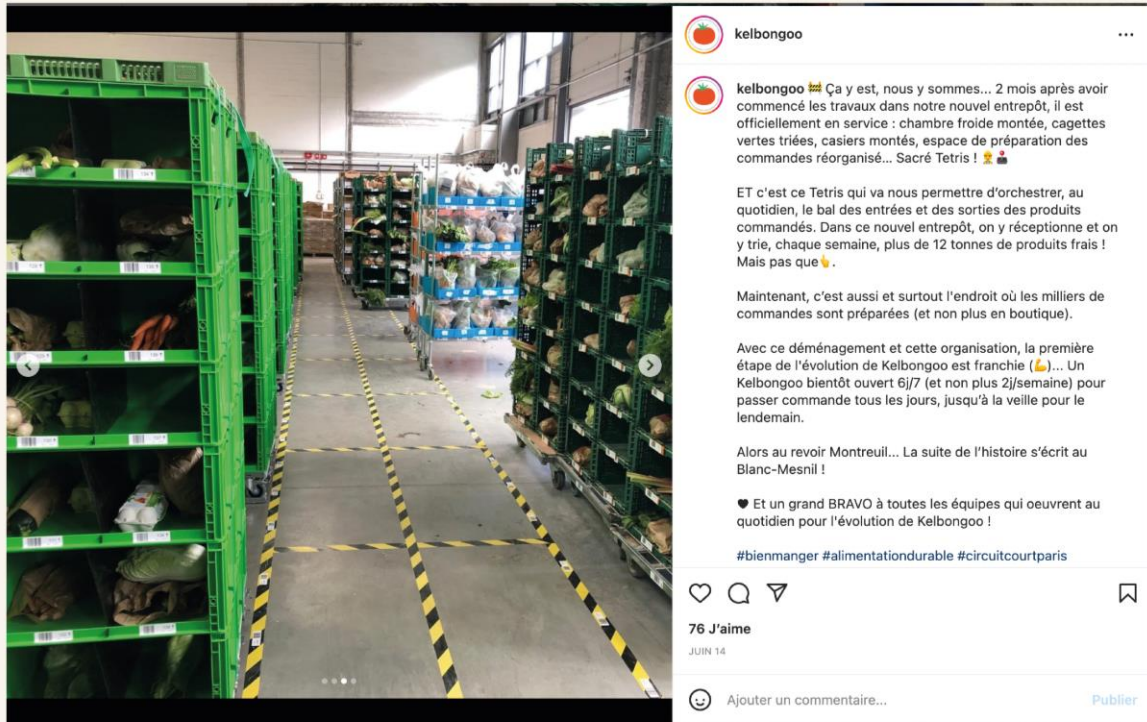 kelbongoo
kelbongoo 🚧 Ça y est, nous y sommes... 2 mois après avoir
commencé les travaux dans notre nouvel entrepôt, il est
officiellement en service : chambre froide montée, cagettes
vertes triées, casiers montés, espace de préparation des
commandes réorganisé... Sacré Tetris ! 👷🕹
ET c'est ce Tetris qui va nous permettre d'orchestrer, au
quotidien, le bal des entrées et des sorties des produits
commandés. Dans ce nouvel entrepôt, on y réceptionne et on
y trie, chaque semaine, plus de 12 tonnes de produits frais !
Mais pas que👇.
Maintenant, c'est aussi et surtout l'endroit où les milliers de
commandes sont préparées (et non plus en boutique).
Avec ce déménagement et cette organisation, la première
étape de l'évolution de Kelbongoo est franchie (💪)... Un
Kelbongoo bientôt ouvert 6j/7 (et non plus 2j/semaine) pour
passer commande tous les jours, jusqu'à la veille pour le
lendemain.
Alors au revoir Montreuil... La suite de l'histoire s'écrit au
Blanc-Mesnil !
🖤 Et un grand BRAVO à toutes les équipes qui oeuvrent au
quotidien pour l'évolution de Kelbongoo !
#bienmanger #alimentationdurable #circuitcourtparis
76 J'aime
JUIN 14
Ajouter un commentaire... Publier